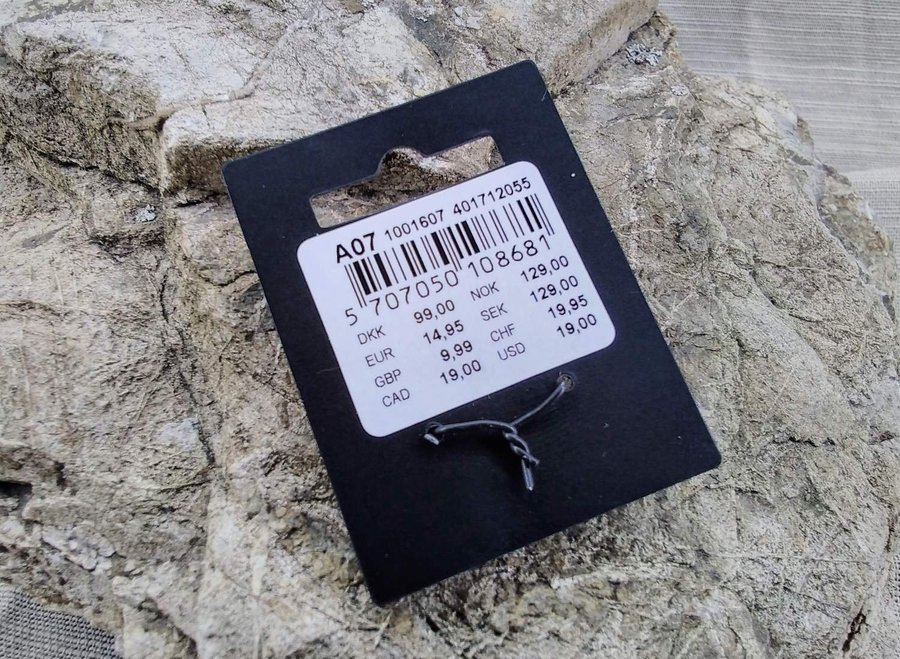 A07 1001607 401712055
5 707050 108681
DKK 99,00 NOK 129,00
EUR 14,95 SEK 129,00
GBP 9,99 CHF 19,95
CAD 19,00 USD 19,00